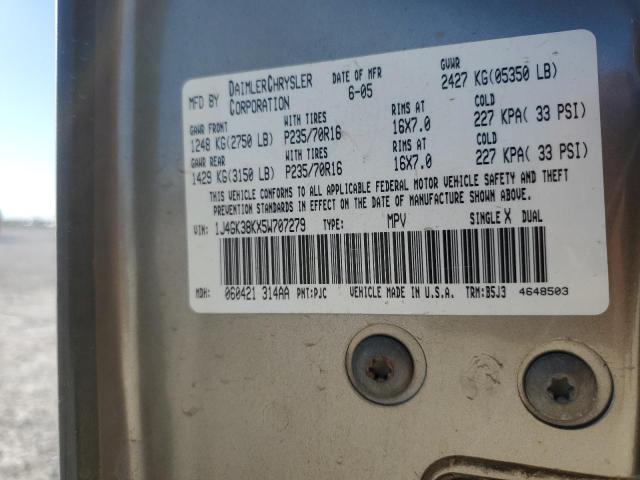 MFD BY DAIMLERCHRYSLER CORPORATION DATE OF MFR 6-05 GVWR 2427 KG(05350 LB)
GAWR FRONT WITH TIRES RIMS AT COLD
1248 KG(2750 LB) P235/70R16 16X7.0 227 KPA( 33 PSI)
GAWR REAR WITH TIRES RIMS AT COLD
1429 KG(3150 LB) P235/70R16 16X7.0 227 KPA( 33 PSI)
THIS VEHICLE CONFORMS TO ALL APPLICABLE FEDERAL MOTOR VEHICLE SAFETY AND THEFT
PREVENTION STANDARDS IN EFFECT ON THE DATE OF MANUFACTURE SHOWN ABOVE.
VIN: 1J4GK38KX5W707279 TYPE: MPV SINGLE X DUAL
MDH: 060421 314AA PNT:PJC VEHICLE MADE IN U.S.A. TRM:B5J3 4648503